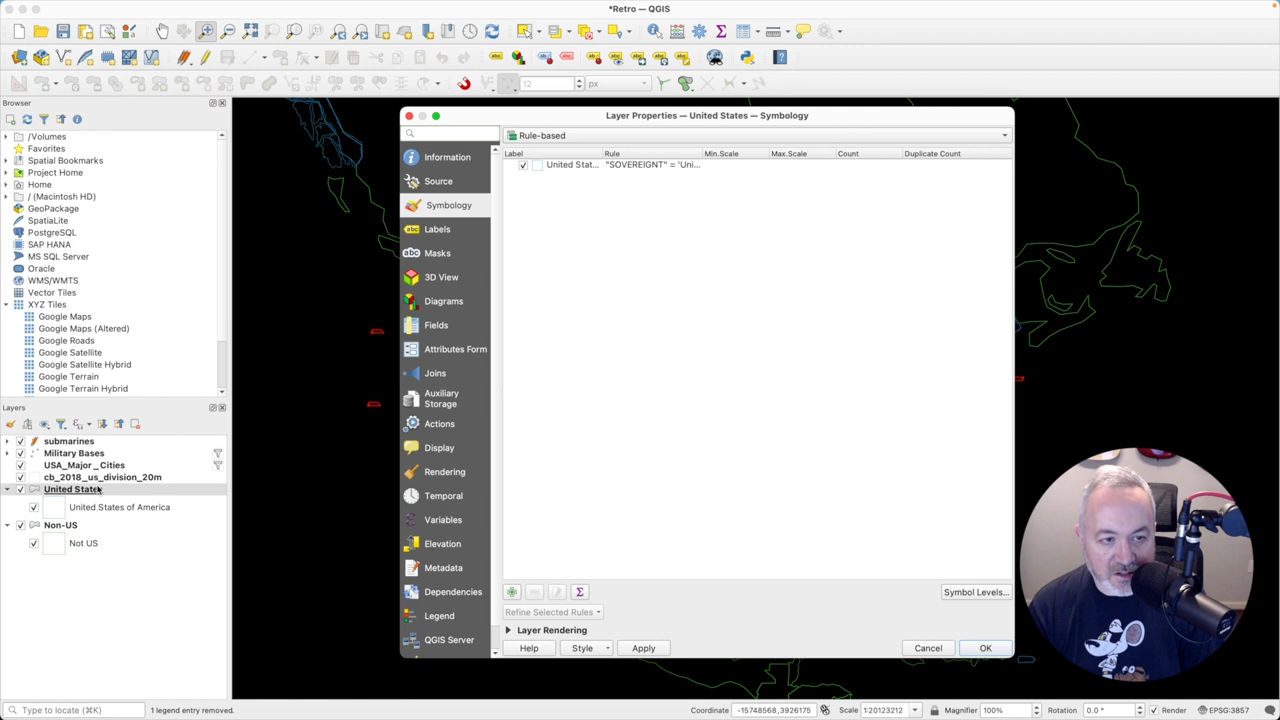 *Retro — QGIS
12
px
Browser
/Volumes
Favorites
Spatial Bookmarks
Project Home
Home
/ (Macintosh HD)
GeoPackage
SpatiaLite
PostgreSQL
SAP HANA
MS SQL Server
Oracle
WMS/WMTS
Vector Tiles
XYZ Tiles
Google Maps
Google Maps (Altered)
Google Roads
Google Satellite
Google Satellite Hybrid
Google Terrain
Google Terrain Hybrid
Layers
submarines
Military Bases
USA_Major_Cities
cb_2018_us_division_20m
United States
United States of America
Non-US
Not US
Layer Properties — United States — Symbology
Information
Source
Symbology
Labels
Masks
3D View
Diagrams
Fields
Attributes Form
Joins
Auxiliary
Storage
Actions
Display
Rendering
Temporal
Variables
Elevation
Metadata
Dependencies
Legend
QGIS Server
Rule-based
Label Rule Min.Scale Max.Scale Count Duplicate Count
United Stat... "SOVEREIGNT" = 'Uni...
Symbol Levels...
Refine Selected Rules
Layer Rendering
Help Style Apply Cancel OK
Type to locate (⌘K) 1 legend entry removed. Coordinate -15748568,3926175 Scale 1:20123212 Magnifier 100% Rotation 0.0 ° Render EPSG:3857